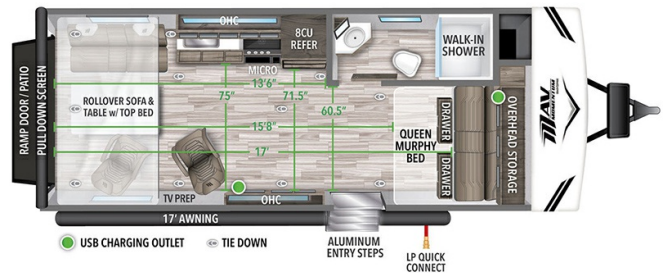 OHC
8CU
REFER
WALK-IN
SHOWER
MICRO
13'6"
75"
71.5"
60.5"
RAMP DOOR / PATIO
PULL DOWN SCREEN
ROLLOVER SOFA &
TABLE w/ TOP BED
15'8"
17'
QUEEN
MURPHY
BED
DRAWER
DRAWER
OVERHEAD STORAGE
MAV
MOMENTUM
TV PREP
OHC
17' AWNING
USB CHARGING OUTLET
TIE DOWN
ALUMINUM
ENTRY STEPS
LP QUICK
CONNECT